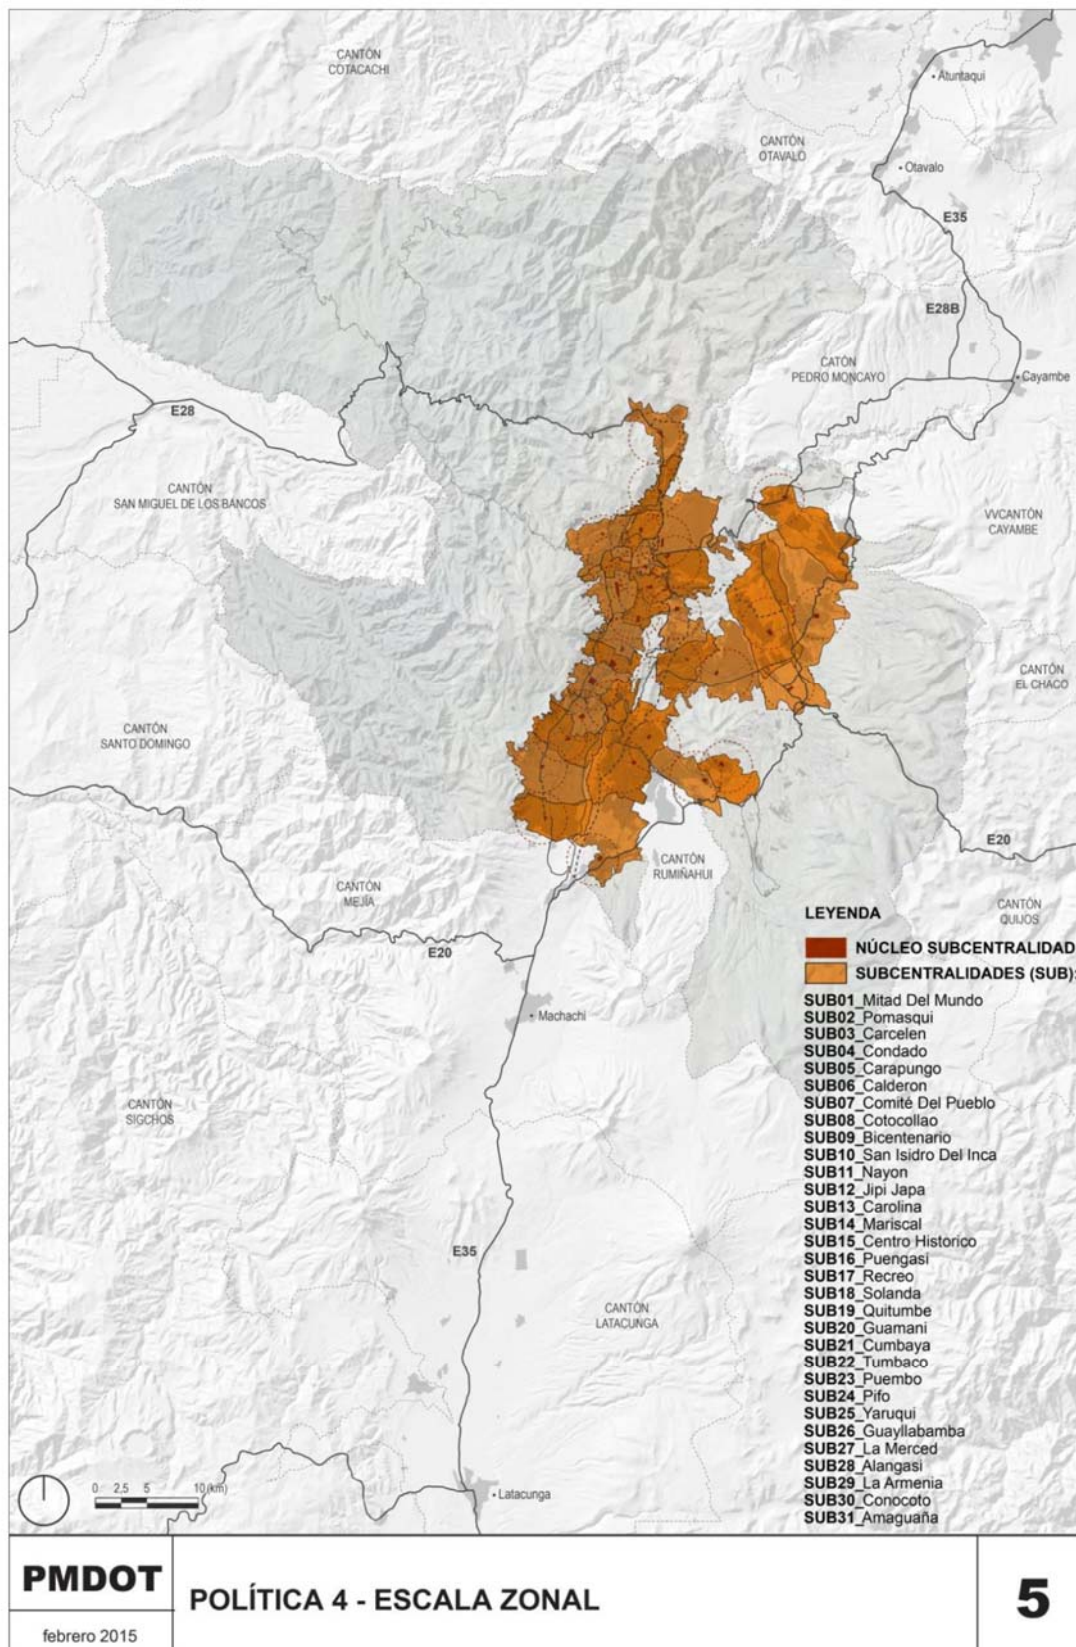 CANTÓN
COTACACHI
Atuntaqui
CANTÓN
OTAVALO
Otavalo
E35
E28B
CATÓN
PEDRO MONCAYO
Cayambe
E28
CANTÓN
SAN MIGUEL DE LOS BANCOS
VVCANTÓN
CAYAMBE
CANTÓN
EL CHACO
CANTÓN
SANTO DOMINGO
E20
CANTÓN
RUMIÑAHUI
CANTÓN
MEJÍA
CANTÓN
QUIJOS
E20
Machachi
CANTÓN
SIGCHOS
E35
CANTÓN
LATACUNGA
Latacunga
0 2,5 5 10 (km)
LEYENDA
NÚCLEO SUBCENTRALIDAD
SUBCENTRALIDADES (SUB):
SUB01_Mitad Del Mundo
SUB02_Pomasqui
SUB03_Carcelen
SUB04_Condado
SUB05_Carapungo
SUB06_Calderon
SUB07_Comité Del Pueblo
SUB08_Cotocollao
SUB09_Bicentenario
SUB10_San Isidro Del Inca
SUB11_Nayon
SUB12_Jipi Japa
SUB13_Carolina
SUB14_Mariscal
SUB15_Centro Historico
SUB16_Puengasi
SUB17_Recreo
SUB18_Solanda
SUB19_Quitumbe
SUB20_Guamani
SUB21_Cumbaya
SUB22_Tumbaco
SUB23_Puembo
SUB24_Pifo
SUB25_Yaruqui
SUB26_Guayllabamba
SUB27_La Merced
SUB28_Alangasi
SUB29_La Armenia
SUB30_Conocoto
SUB31_Amaguaña
PMDOT
febrero 2015
POLÍTICA 4 - ESCALA ZONAL
5